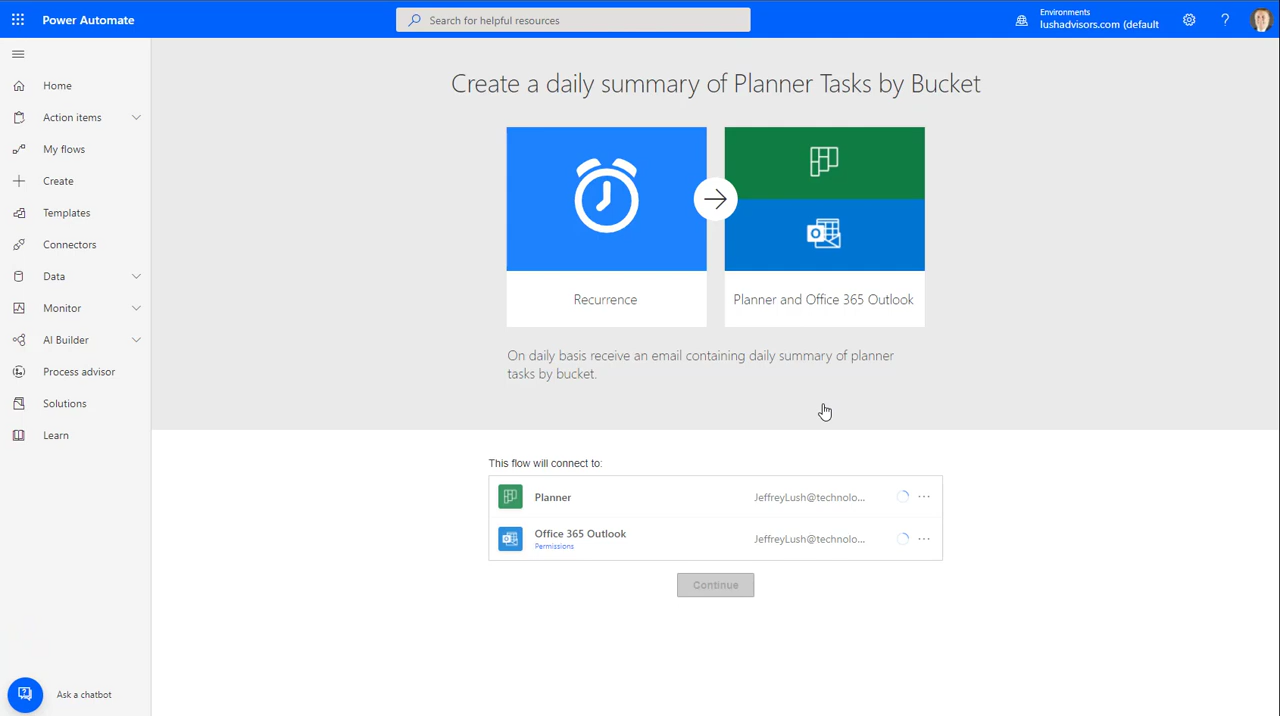 Power Automate
Search for helpful resources
Environments
lushadvisors.com (default
?
Home
Action items
My flows
Create
Templates
Connectors
Data
Monitor
AI Builder
Process advisor
Solutions
Learn
Ask a chatbot
Create a daily summary of Planner Tasks by Bucket
Recurrence
Planner and Office 365 Outlook
On daily basis receive an email containing daily summary of planner
tasks by bucket.
This flow will connect to:
Planner
JeffreyLush@technolo...
Office 365 Outlook
Permissions
JeffreyLush@technolo...
Continue